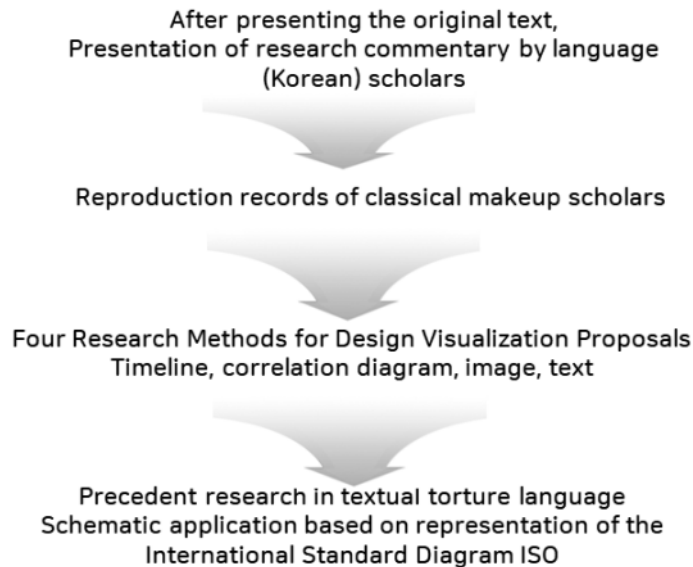 After presenting the original text,
Presentation of research commentary by language
(Korean) scholars
Reproduction records of classical makeup scholars
Four Research Methods for Design Visualization Proposals
Timeline, correlation diagram, image, text
Precedent research in textual torture language
Schematic application based on representation of the
International Standard Diagram ISO